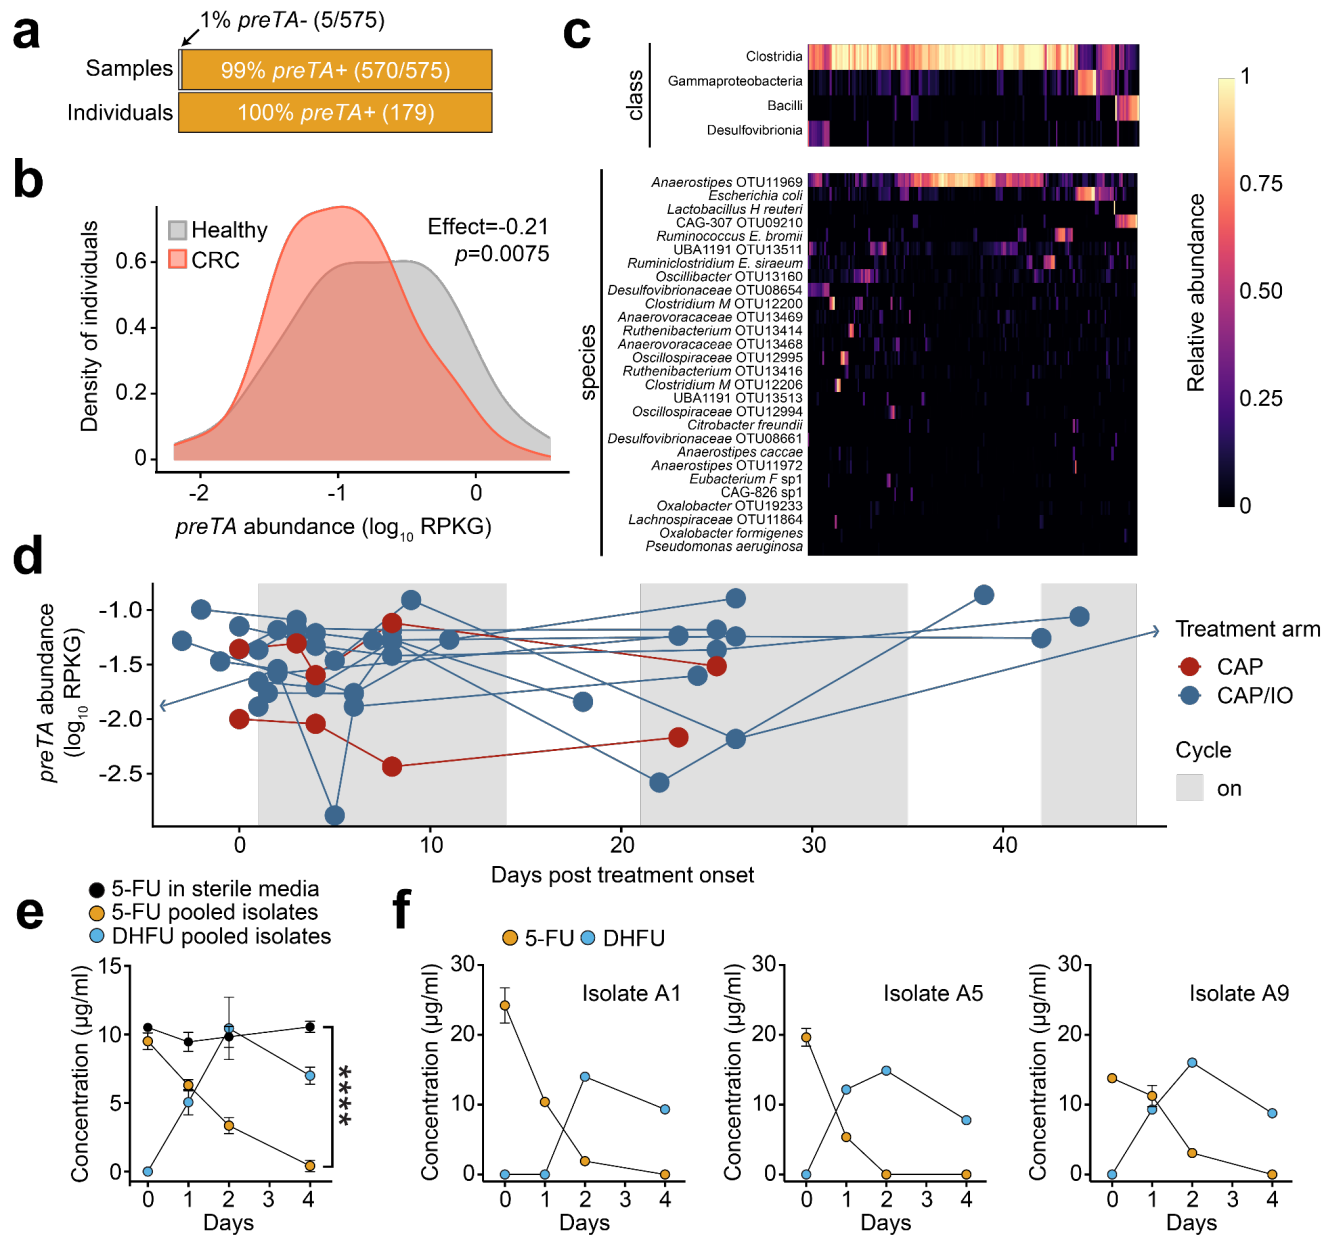 a
1% preTA- (5/575)
Samples
99% preTA+ (570/575)
Individuals
100% preTA+ (179)
b
Healthy
CRC
Effect=-0.21
p=0.0075
Density of individuals
0.6
0.4
0.2
0
-2
-1
0
preTA abundance (log10 RPKG)
c
class
Clostridia
Gammaproteobacteria
Bacilli
Desulfovibrionia
species
Anaerostipes OTU11969
Escherichia coli
Lactobacillus H reuteri
CAG-307 OTU09210
Ruminococcus E. bromii
UBA1191 OTU13511
Ruminiclostridium E. siraeum
Oscillibacter OTU13160
Desulfovibrionaceae OTU08654
Clostridium M OTU12200
Anaerovoracaceae OTU13469
Ruthenibacterium OTU13414
Anaerovoracaceae OTU13468
Oscillospiraceae OTU12995
Ruthenibacterium OTU13416
Clostridium M OTU12206
UBA1191 OTU13513
Oscillospiraceae OTU12994
Citrobacter freundii
Desulfovibrionaceae OTU08661
Anaerostipes caccae
Anaerostipes OTU11972
Eubacterium F sp1
CAG-826 sp1
Oxalobacter OTU19233
Lachnospiraceae OTU11864
Oxalobacter formigenes
Pseudomonas aeruginosa
Relative abundance
1
0.75
0.50
0.25
0
d
preTA abundance
(log10 RPKG)
-1.0
-1.5
-2.0
-2.5
0
10
20
30
40
Days post treatment onset
Treatment arm
CAP
CAP/IO
Cycle
on
e
5-FU in sterile media
5-FU pooled isolates
DHFU pooled isolates
Concentration (µg/ml)
15
10
5
0
****
0
1
2
3
4
Days
f
5-FU
DHFU
Concentration (µg/ml)
30
20
10
0
Isolate A1
0
1
2
3
4
Days
Concentration (µg/ml)
30
20
10
0
Isolate A5
0
1
2
3
4
Days
Concentration (µg/ml)
30
20
10
0
Isolate A9
0
1
2
3
4
Days